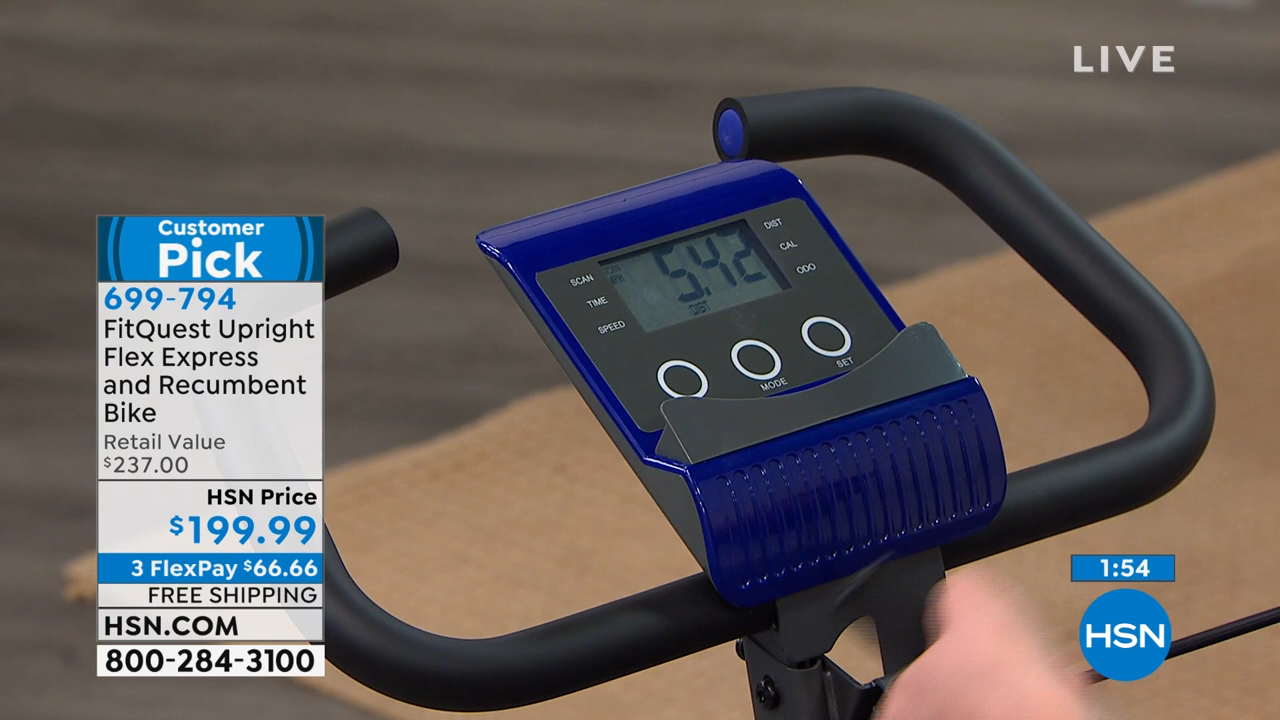 LIVE
Customer
Pick
699-794
FitQuest Upright
Flex Express
and Recumbent
Bike
Retail Value
$237.00
HSN Price
$199.99
3 FlexPay $66.66
FREE SHIPPING
HSN.COM
800-284-3100
SCAN
TIME
SPEED
5.42
DIST
DIST
CAL
ODO
MODE
SET
1:54
HSN